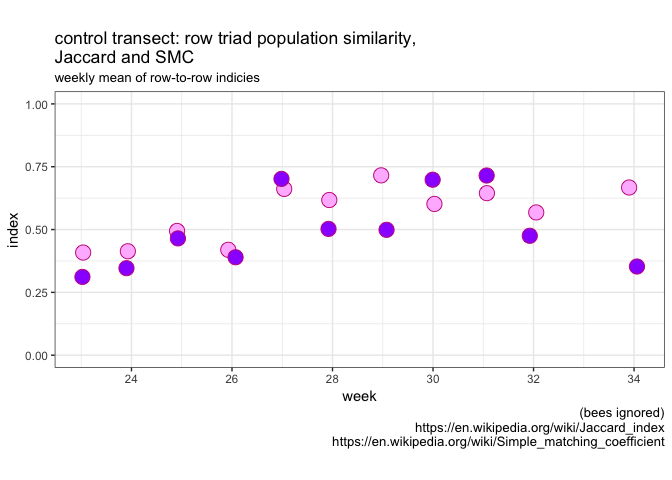 control transect: row triad population similarity,
Jaccard and SMC
weekly mean of row-to-row indicies
1.00
0.75
0.50
0.25
0.00
index
24 26 28 30 32 34
week
(bees ignored)
https://en.wikipedia.org/wiki/Jaccard_index
https://en.wikipedia.org/wiki/Simple_matching_coefficient